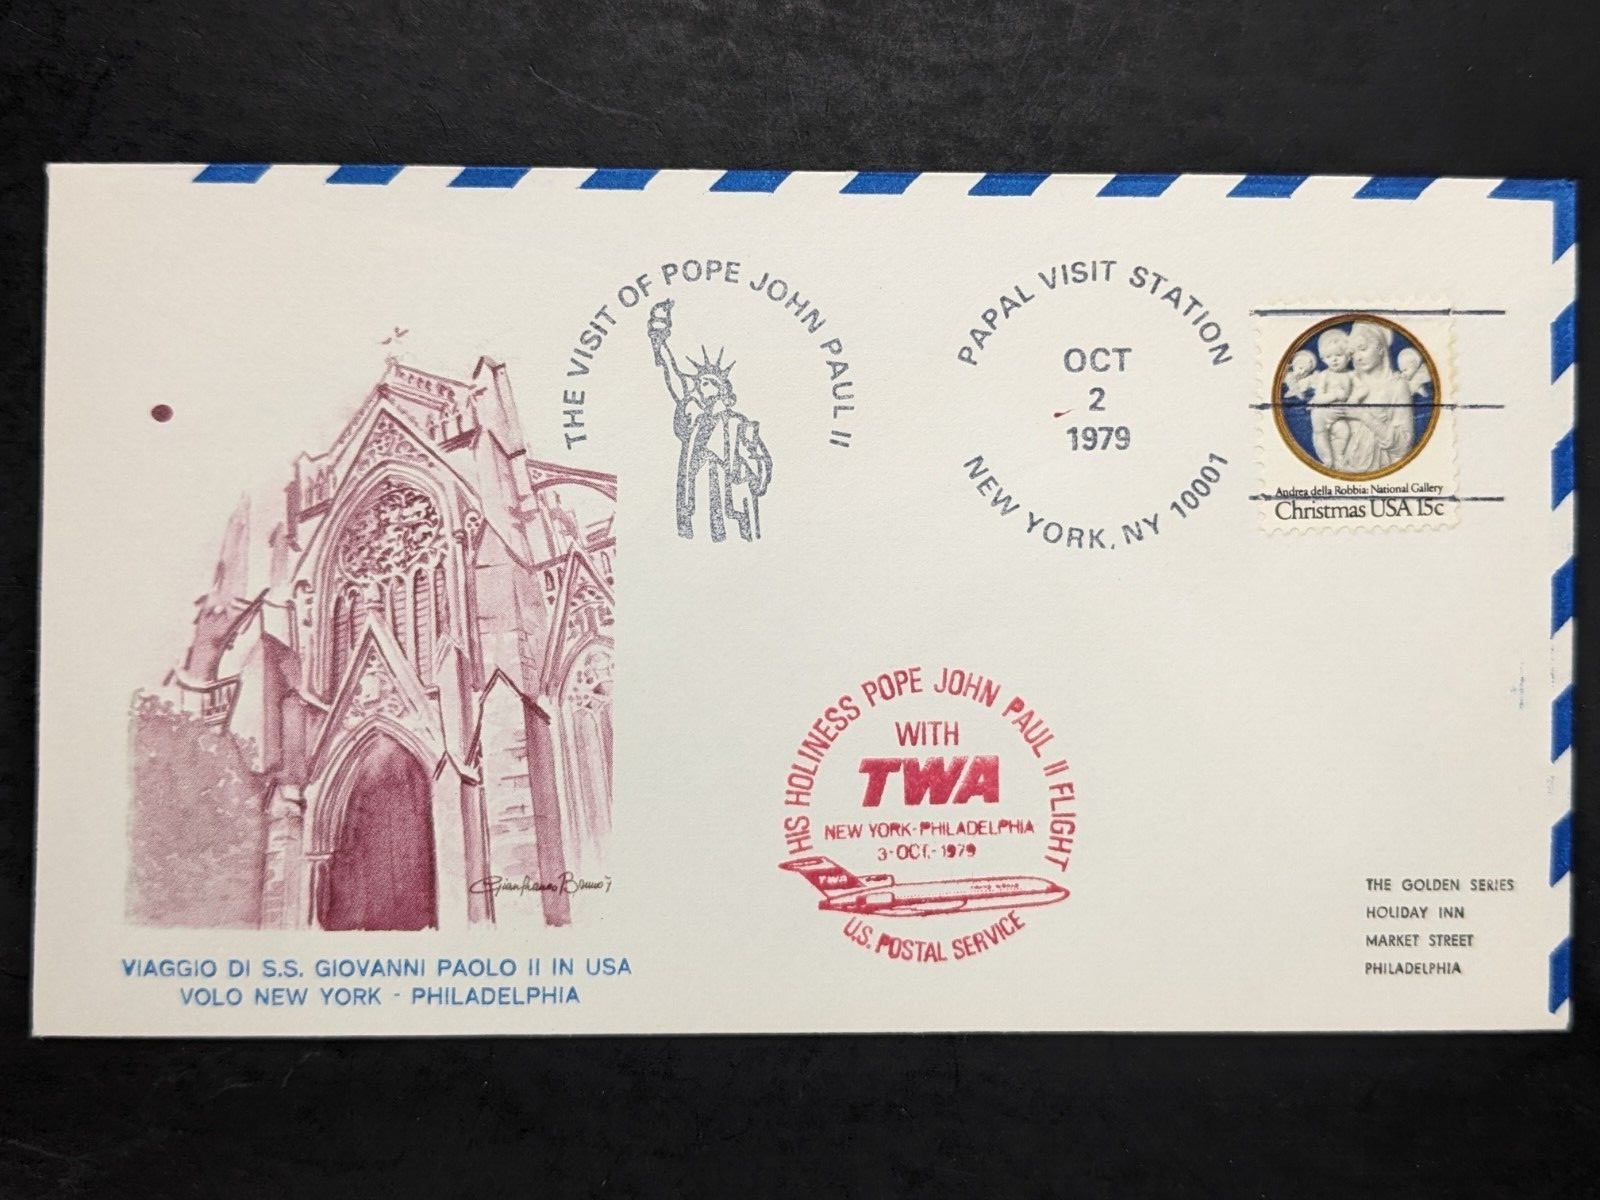 THE VISIT OF POPE JOHN PAUL II
PAPAL VISIT STATION
OCT
2
1979
NEW YORK, NY 10001
Andrea della Robbia: National Gallery
Christmas USA 15c
HIS HOLINESS POPE JOHN PAUL II FLIGHT
WITH
TWA
NEW YORK-PHILADELPHIA
3-OCT.-1979
TWA
U.S. POSTAL SERVICE
Gianfranco Bruno
VIAGGIO DI S.S. GIOVANNI PAOLO II IN USA
VOLO NEW YORK - PHILADELPHIA
THE GOLDEN SERIES
HOLIDAY INN
MARKET STREET
PHILADELPHIA